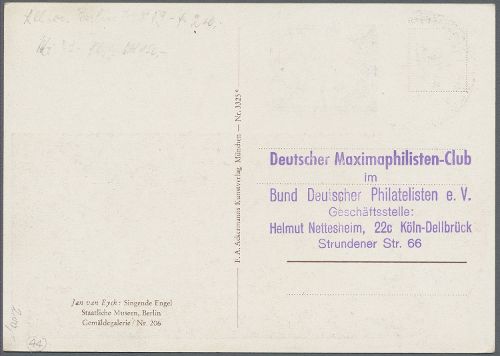 Deutscher Maximaphilisten-Club
im
Bund Deutscher Philatelisten e. V.
Geschäftsstelle:
Helmut Nettesheim, 22c Köln-Dellbrück
Strundener Str. 66
F. A. Ackermanns Kunstverlag, München — Nr. 3325*
Jan van Eyck: Singende Engel
Staatliche Museen, Berlin
Gemäldegalerie / Nr. 206
(44)